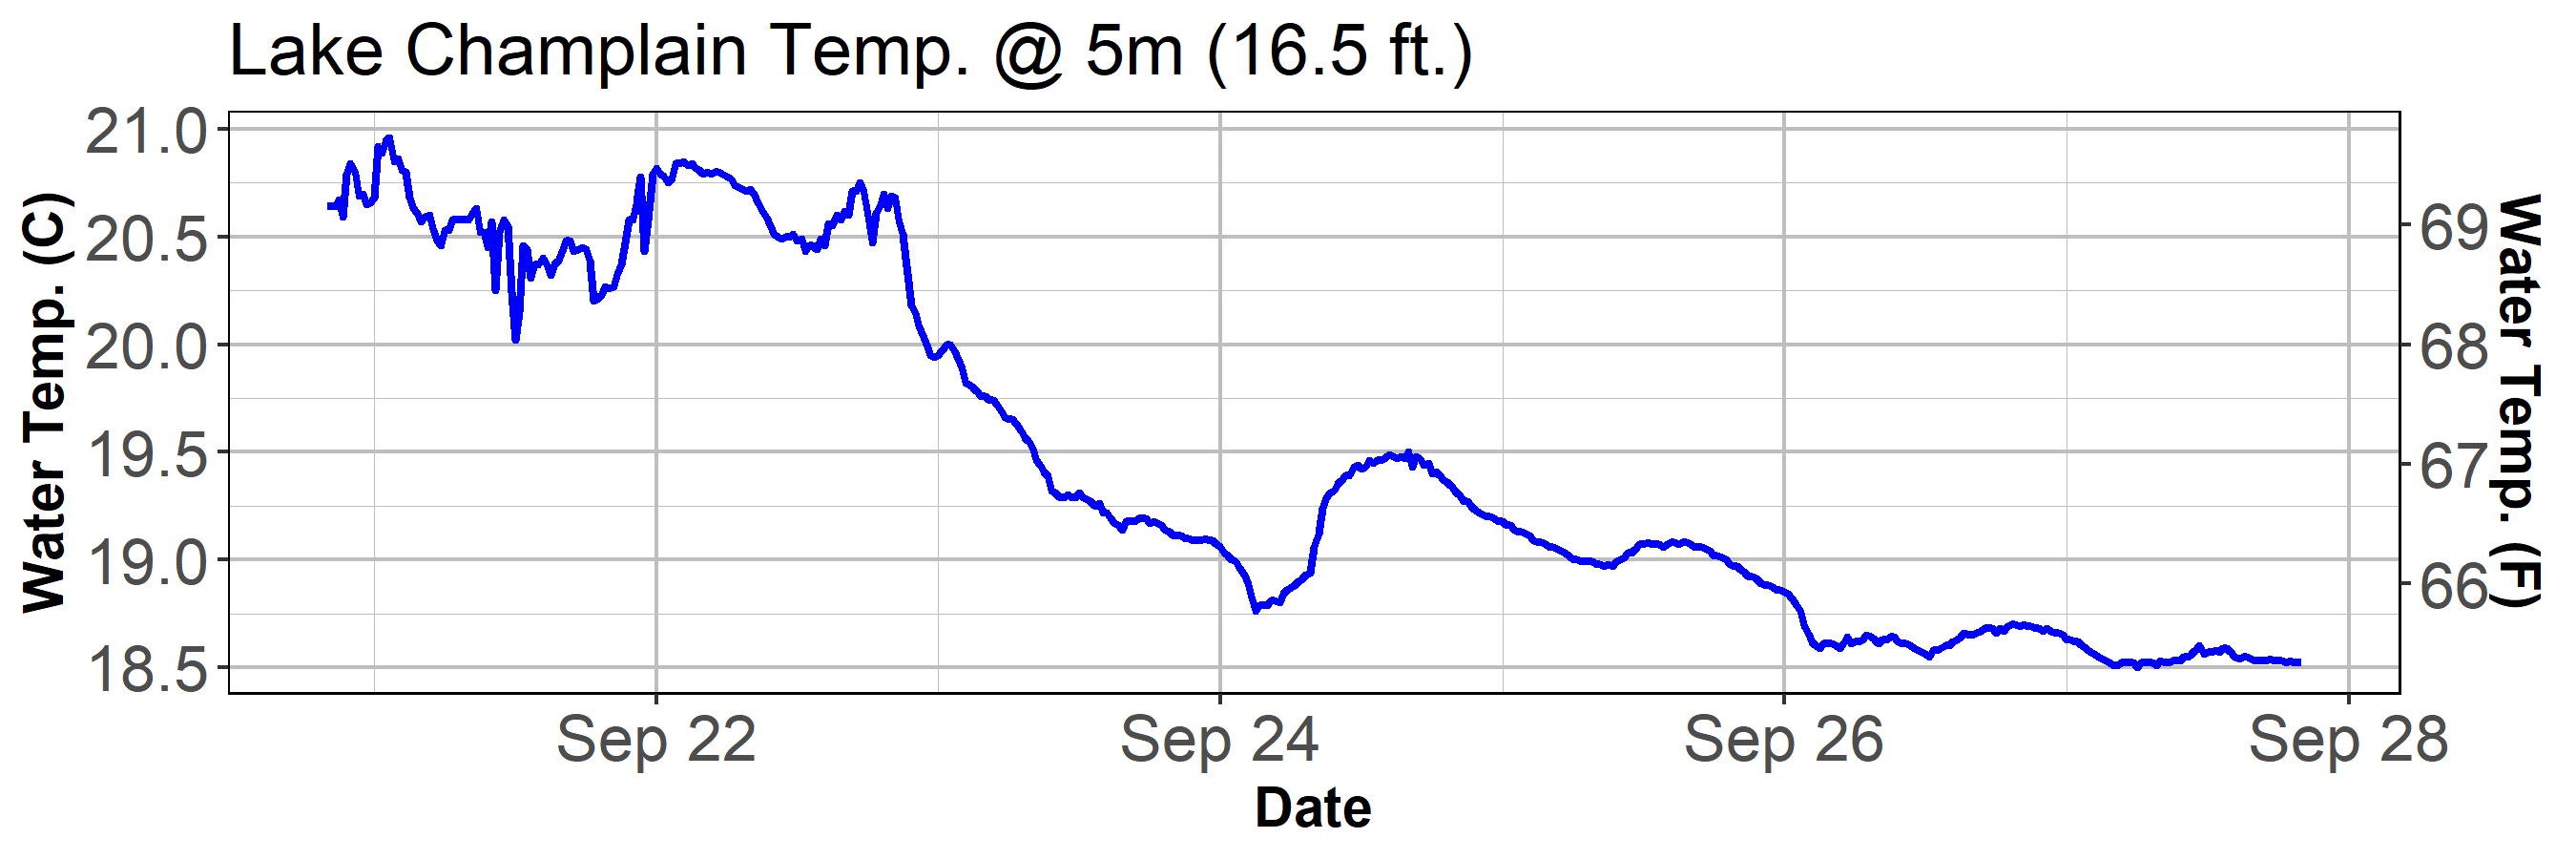 Lake Champlain Temp. @ 5m (16.5 ft.)
Water Temp. (C)
21.0
20.5
20.0
19.5
19.0
18.5
69
68
67
66
Water Temp. (F)
Sep 22 Sep 24 Sep 26 Sep 28
Date